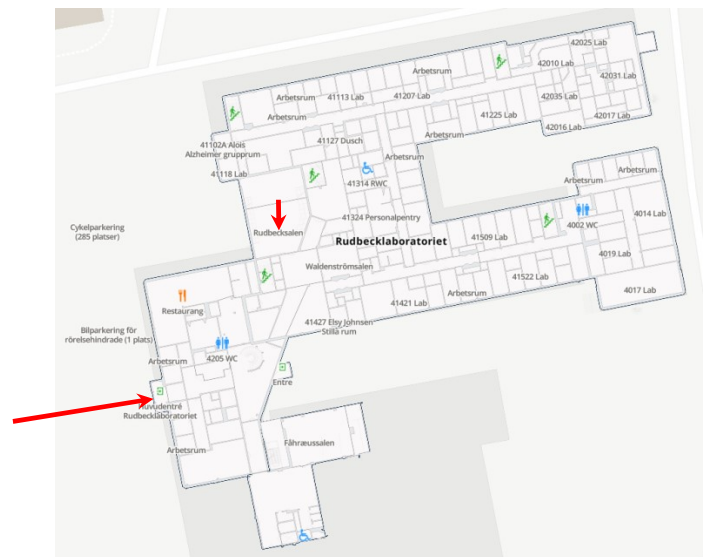 42025 Lab
Arbetsrum
42010 Lab
42031 Lab
Arbetsrum
41113 Lab
41207 Lab
42035 Lab
Arbetsrum
41225 Lab
42017 Lab
42016 Lab
41127 Dusch
Arbetsrum
41102A Alois
Alzheimer grupprum
Arbetsrum
41118 Lab
41314 RWC
Arbetsrum
Arbetsrum
41324 Personalpentry
4014 Lab
Cykelparkering
(285 platser)
Rudbecksalen
4002 WC
Rudbecklaboratoriet
41509 Lab
4019 Lab
Waldenströmsalen
41522 Lab
4017 Lab
Arbetsrum
41421 Lab
Restaurang
41427 Elsy Johnsen
Stilla rum
Bilparkering för
rörelsehindrade (1 plats)
Arbetsrum
4205 WC
Entre
Huvudentré
Rudbecklaboratoriet
Fåhræussalen
Arbetsrum